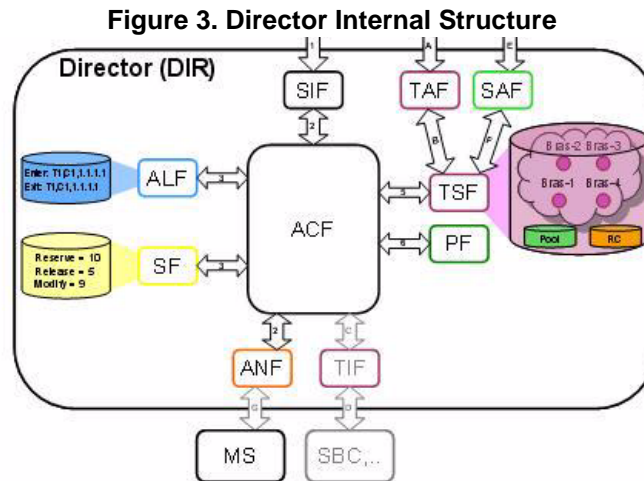 Figure 3. Director Internal Structure
1
A
E
Director (DIR)
SIF
TAF
SAF
2
B
F
Enter: T1,C1,1.1.1.1
Exit: T1,C1,1.1.1.1
ALF
3
ACF
5
TSF
Bras-2
Bras-3
Bras-1
Bras-4
Pool
RC
Reserve = 10
Release = 5
Modify = 9
SF
3
6
PF
2
C
ANF
TIF
G
D
MS
SBC,..